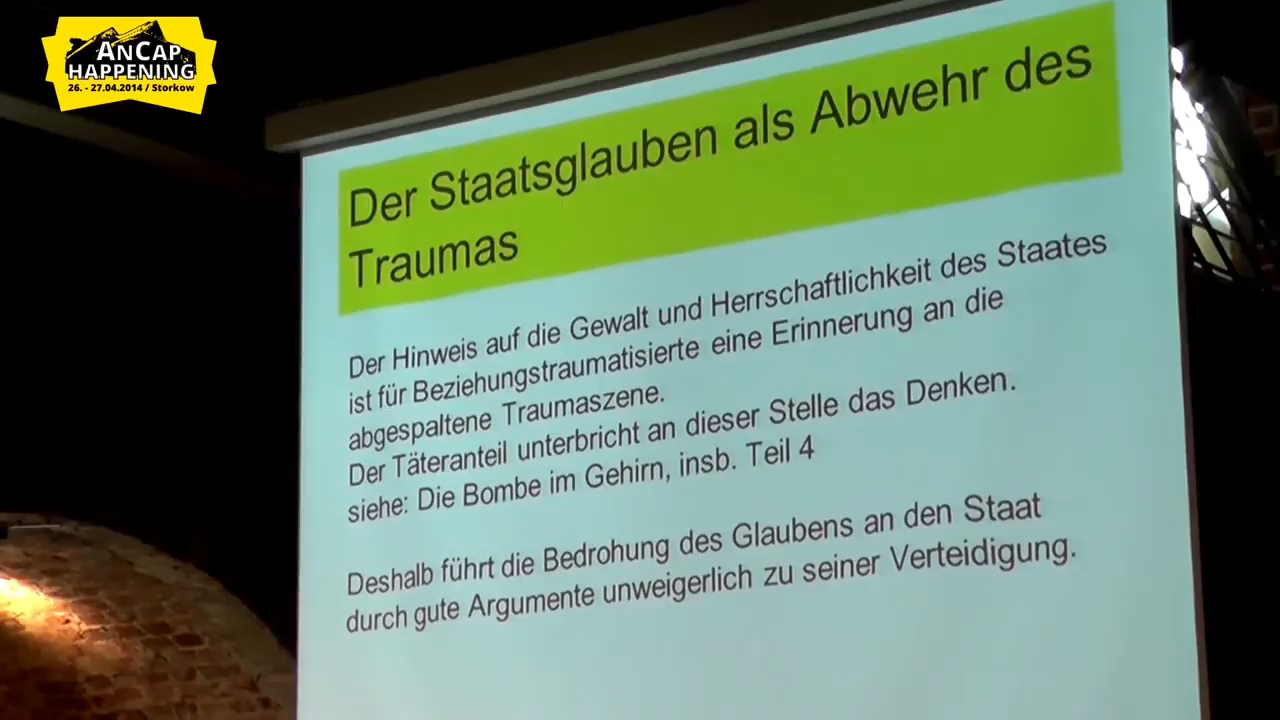 ANCAP
HAPPENING
26. - 27.04.2014 / Storkow
Der Staatsglauben als Abwehr des
Traumas
Der Hinweis auf die Gewalt und Herrschaftlichkeit des Staates
ist für Beziehungstraumatisierte eine Erinnerung an die
abgespaltene Traumaszene.
Der Täteranteil unterbricht an dieser Stelle das Denken.
siehe: Die Bombe im Gehirn, insb. Teil 4
Deshalb führt die Bedrohung des Glaubens an den Staat
durch gute Argumente unweigerlich zu seiner Verteidigung.